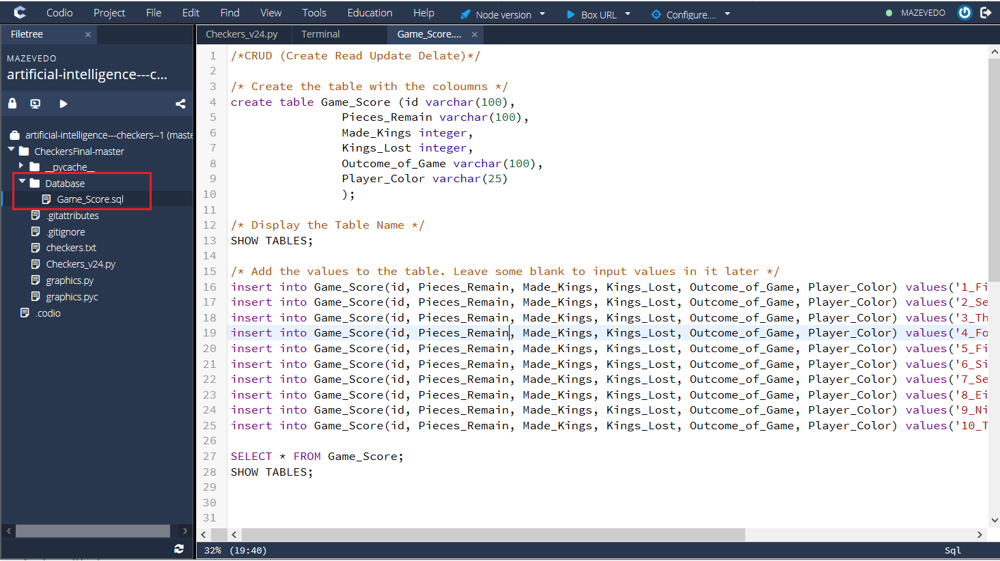 Codio Project File Edit Find View Tools Education Help Node version Box URL Configure.... MAZEVEDO
Filetree ×
MAZEVEDO
artificial-intelligence---c...
artificial-intelligence---checkers--1 (maste
CheckersFinal-master
__pycache__
Database
Game_Score.sql
.gitattributes
.gitignore
checkers.txt
Checkers_v24.py
graphics.py
graphics.pyc
.codio
Checkers_v24.py Terminal Game_Score.... ×
1 /*CRUD (Create Read Update Delate)*/
2
3 /* Create the table with the coloumns */
4 create table Game_Score (id varchar(100),
5 Pieces_Remain varchar(100),
6 Made_Kings integer,
7 Kings_Lost integer,
8 Outcome_of_Game varchar(100),
9 Player_Color varchar(25)
10 );
11
12 /* Display the Table Name */
13 SHOW TABLES;
14
15 /* Add the values to the table. Leave some blank to input values in it later */
16 insert into Game_Score(id, Pieces_Remain, Made_Kings, Kings_Lost, Outcome_of_Game, Player_Color) values('1_Fi
17 insert into Game_Score(id, Pieces_Remain, Made_Kings, Kings_Lost, Outcome_of_Game, Player_Color) values('2_Se
18 insert into Game_Score(id, Pieces_Remain, Made_Kings, Kings_Lost, Outcome_of_Game, Player_Color) values('3_Th
19 insert into Game_Score(id, Pieces_Remain, Made_Kings, Kings_Lost, Outcome_of_Game, Player_Color) values('4_Fo
20 insert into Game_Score(id, Pieces_Remain, Made_Kings, Kings_Lost, Outcome_of_Game, Player_Color) values('5_Fi
21 insert into Game_Score(id, Pieces_Remain, Made_Kings, Kings_Lost, Outcome_of_Game, Player_Color) values('6_Si
22 insert into Game_Score(id, Pieces_Remain, Made_Kings, Kings_Lost, Outcome_of_Game, Player_Color) values('7_Se
23 insert into Game_Score(id, Pieces_Remain, Made_Kings, Kings_Lost, Outcome_of_Game, Player_Color) values('8_Ei
24 insert into Game_Score(id, Pieces_Remain, Made_Kings, Kings_Lost, Outcome_of_Game, Player_Color) values('9_Ni
25 insert into Game_Score(id, Pieces_Remain, Made_Kings, Kings_Lost, Outcome_of_Game, Player_Color) values('10_T
26
27 SELECT * FROM Game_Score;
28 SHOW TABLES;
29
30
31
32% (19:40) Sql